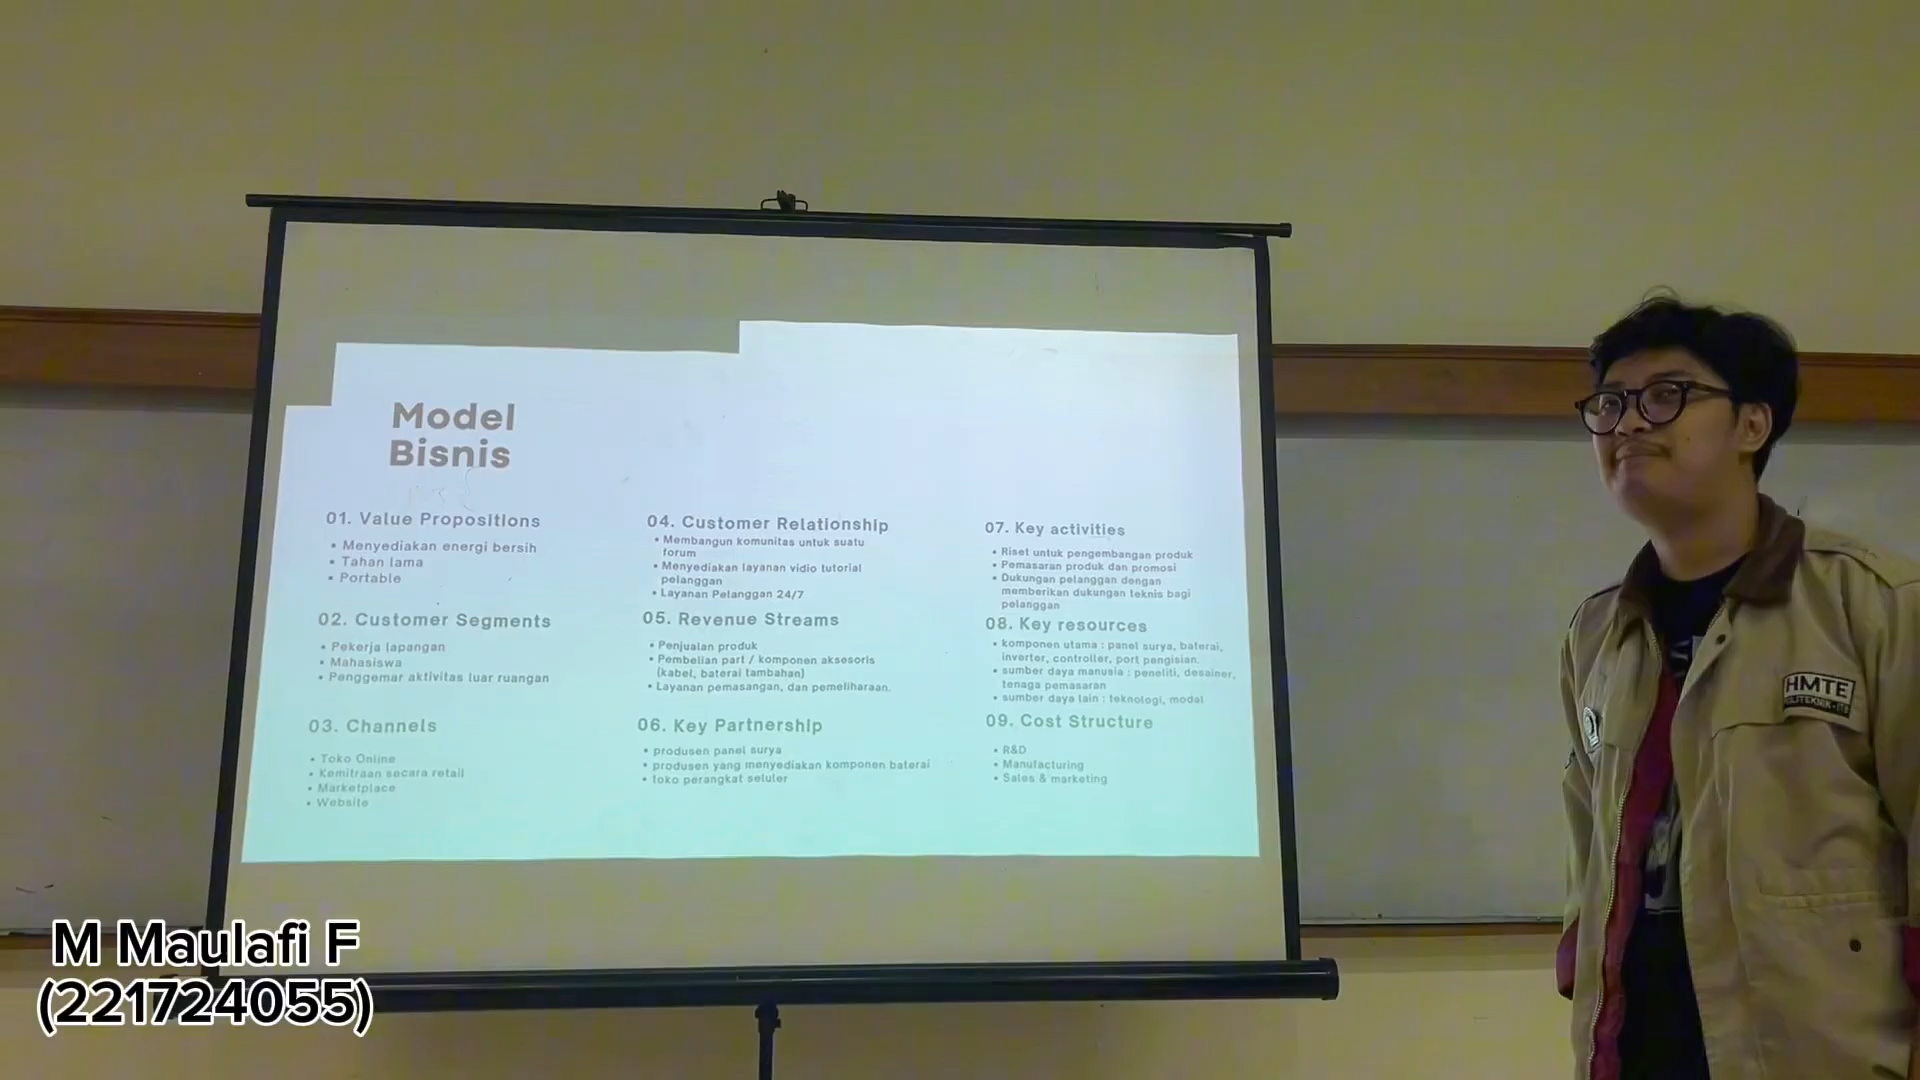 Model
Bisnis
01. Value Propositions
• Menyediakan energi bersih
• Tahan lama
• Portable
02. Customer Segments
• Pekerja lapangan
• Mahasiswa
• Penggemar aktivitas luar ruangan
03. Channels
• Toko Online
• Kemitraan secara retail
• Marketplace
• Website
04. Customer Relationship
• Membangun komunitas untuk suatu
forum
• Menyediakan layanan vidio tutorial
pelanggan
• Layanan Pelanggan 24/7
05. Revenue Streams
• Penjualan produk
• Pembelian part / komponen aksesoris
(kabel, baterai tambahan)
• Layanan pemasangan, dan pemeliharaan.
06. Key Partnership
• produsen panel surya
• produsen yang menyediakan komponen baterai
• toko perangkat seluler
07. Key activities
• Riset untuk pengembangan produk
• Pemasaran produk dan promosi
• Dukungan pelanggan dengan
memberikan dukungan teknis bagi
pelanggan
08. Key resources
• komponen utama : panel surya, baterai,
inverter, controller, port pengisian.
• sumber daya manusia : peneliti, desainer,
tenaga pemasaran
• sumber daya lain : teknologi, modal
09. Cost Structure
• R&D
• Manufacturing
• Sales & marketing
HMTE
M Maulafi F
(221724055)